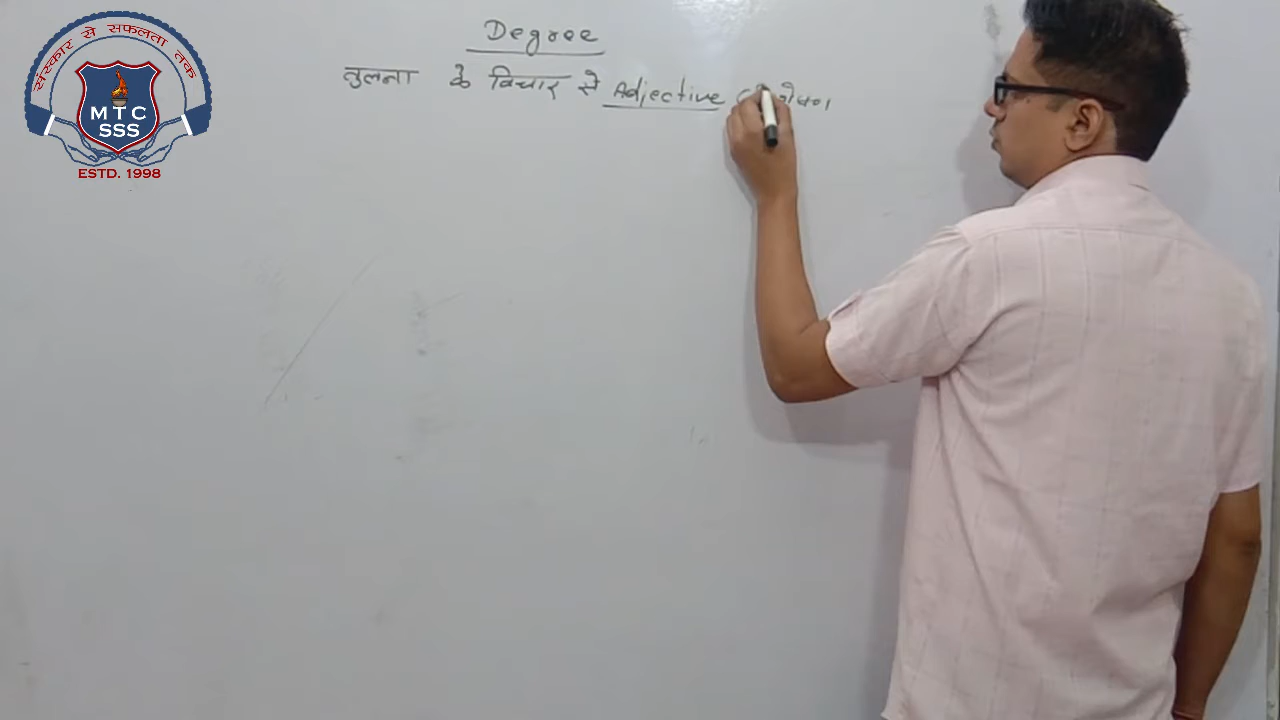 संस्कार से सफलता तक
MTC
SSS
ESTD. 1998
Degree
तुलना के विचार से Adjective (